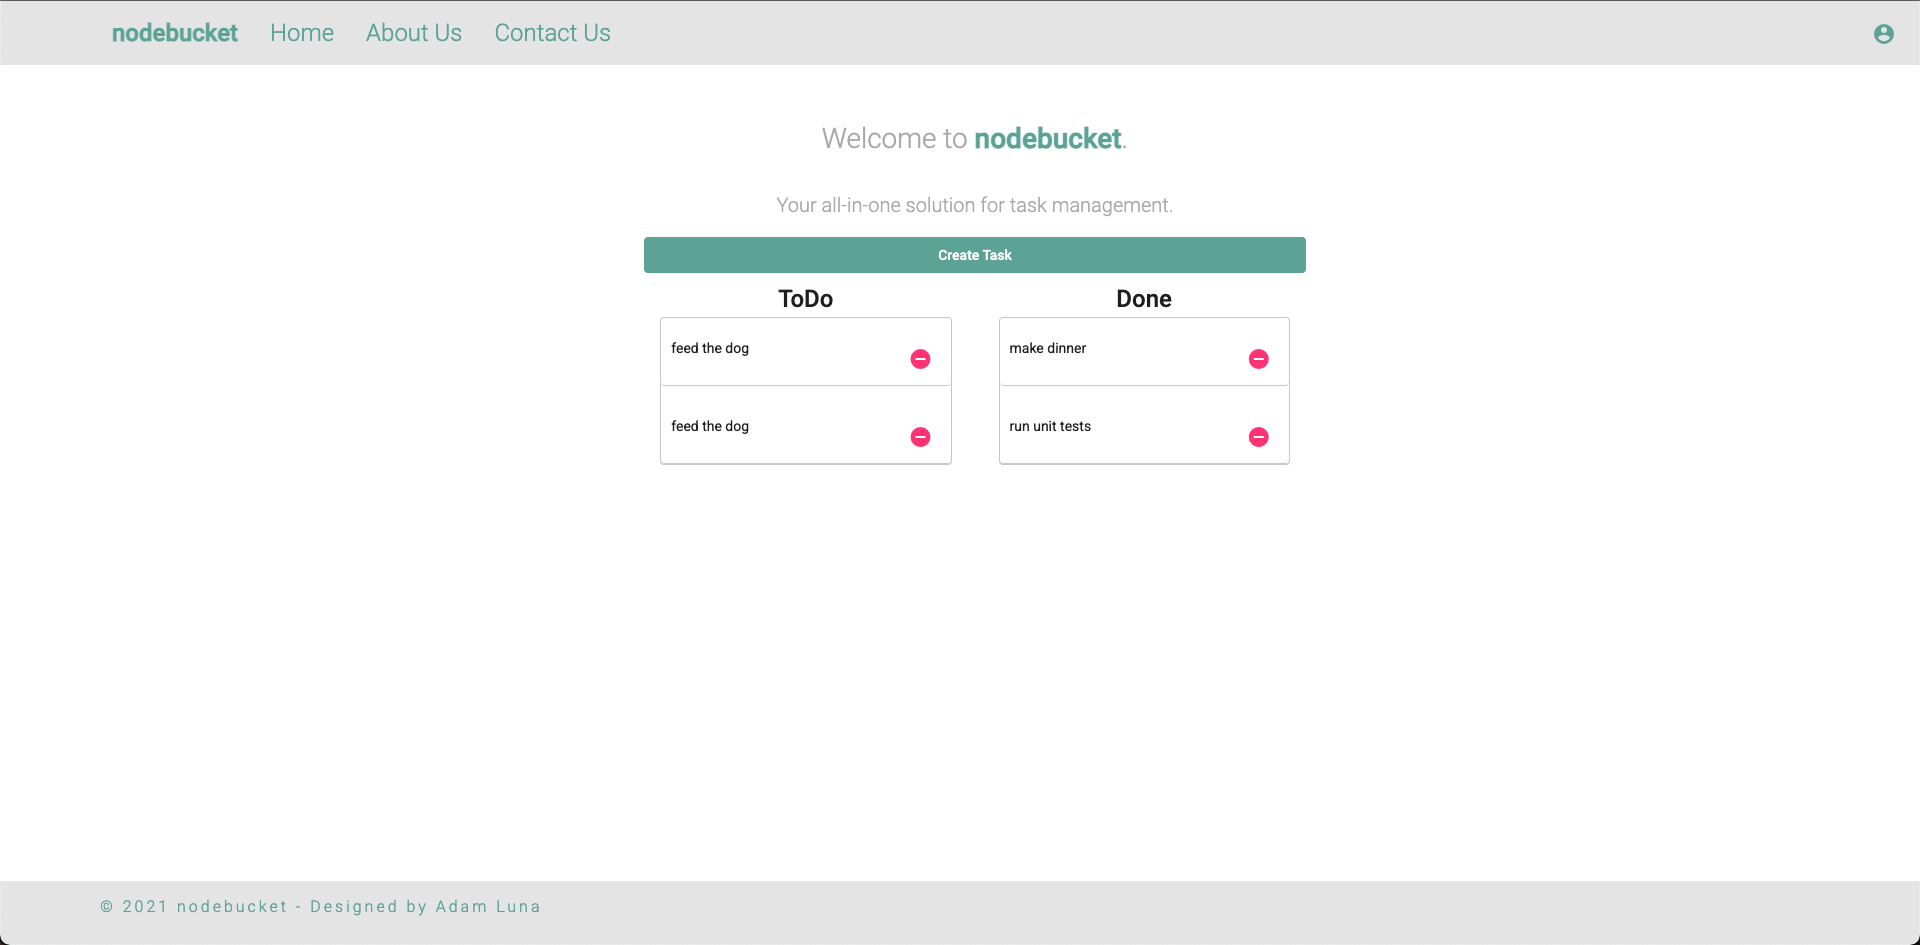 nodebucket Home About Us Contact Us
Welcome to nodebucket.
Your all-in-one solution for task management.
Create Task
ToDo
feed the dog
feed the dog
Done
make dinner
run unit tests
© 2021 nodebucket - Designed by Adam Luna